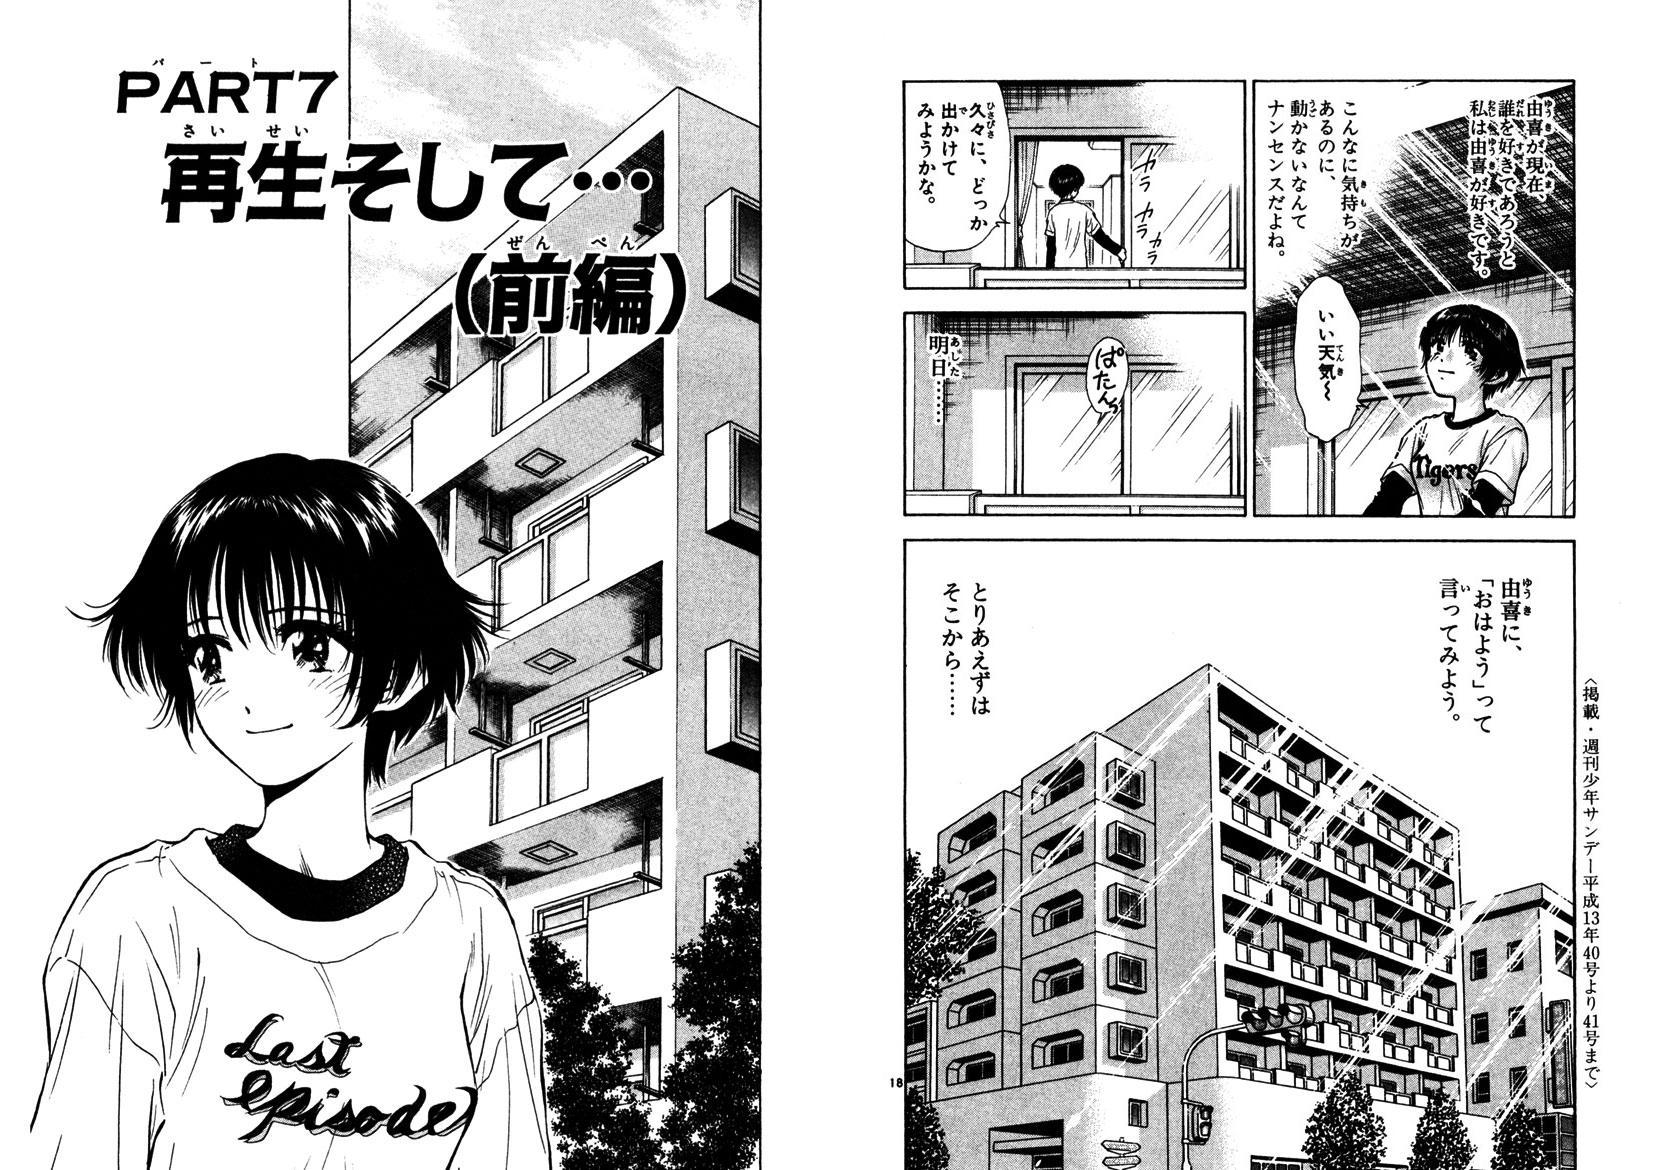 由喜が現在、
誰を好きであろうと
私は由喜が好きです。
こんなに気持ちが
あるのに、
動かないなんて
ナンセンスだよね。
いい天気〜
Tigers
久々に、どっか
出かけて
みようかな。
カラ
カラ
カラ
ぱたんっ
明日……
由喜に、
「おはよう」って
言ってみよう。
とりあえずは
そこから……
〈掲載・週刊少年サンデー平成13年40号より41号まで〉
18
PART7
再生そして…
(前編)
Last
episode